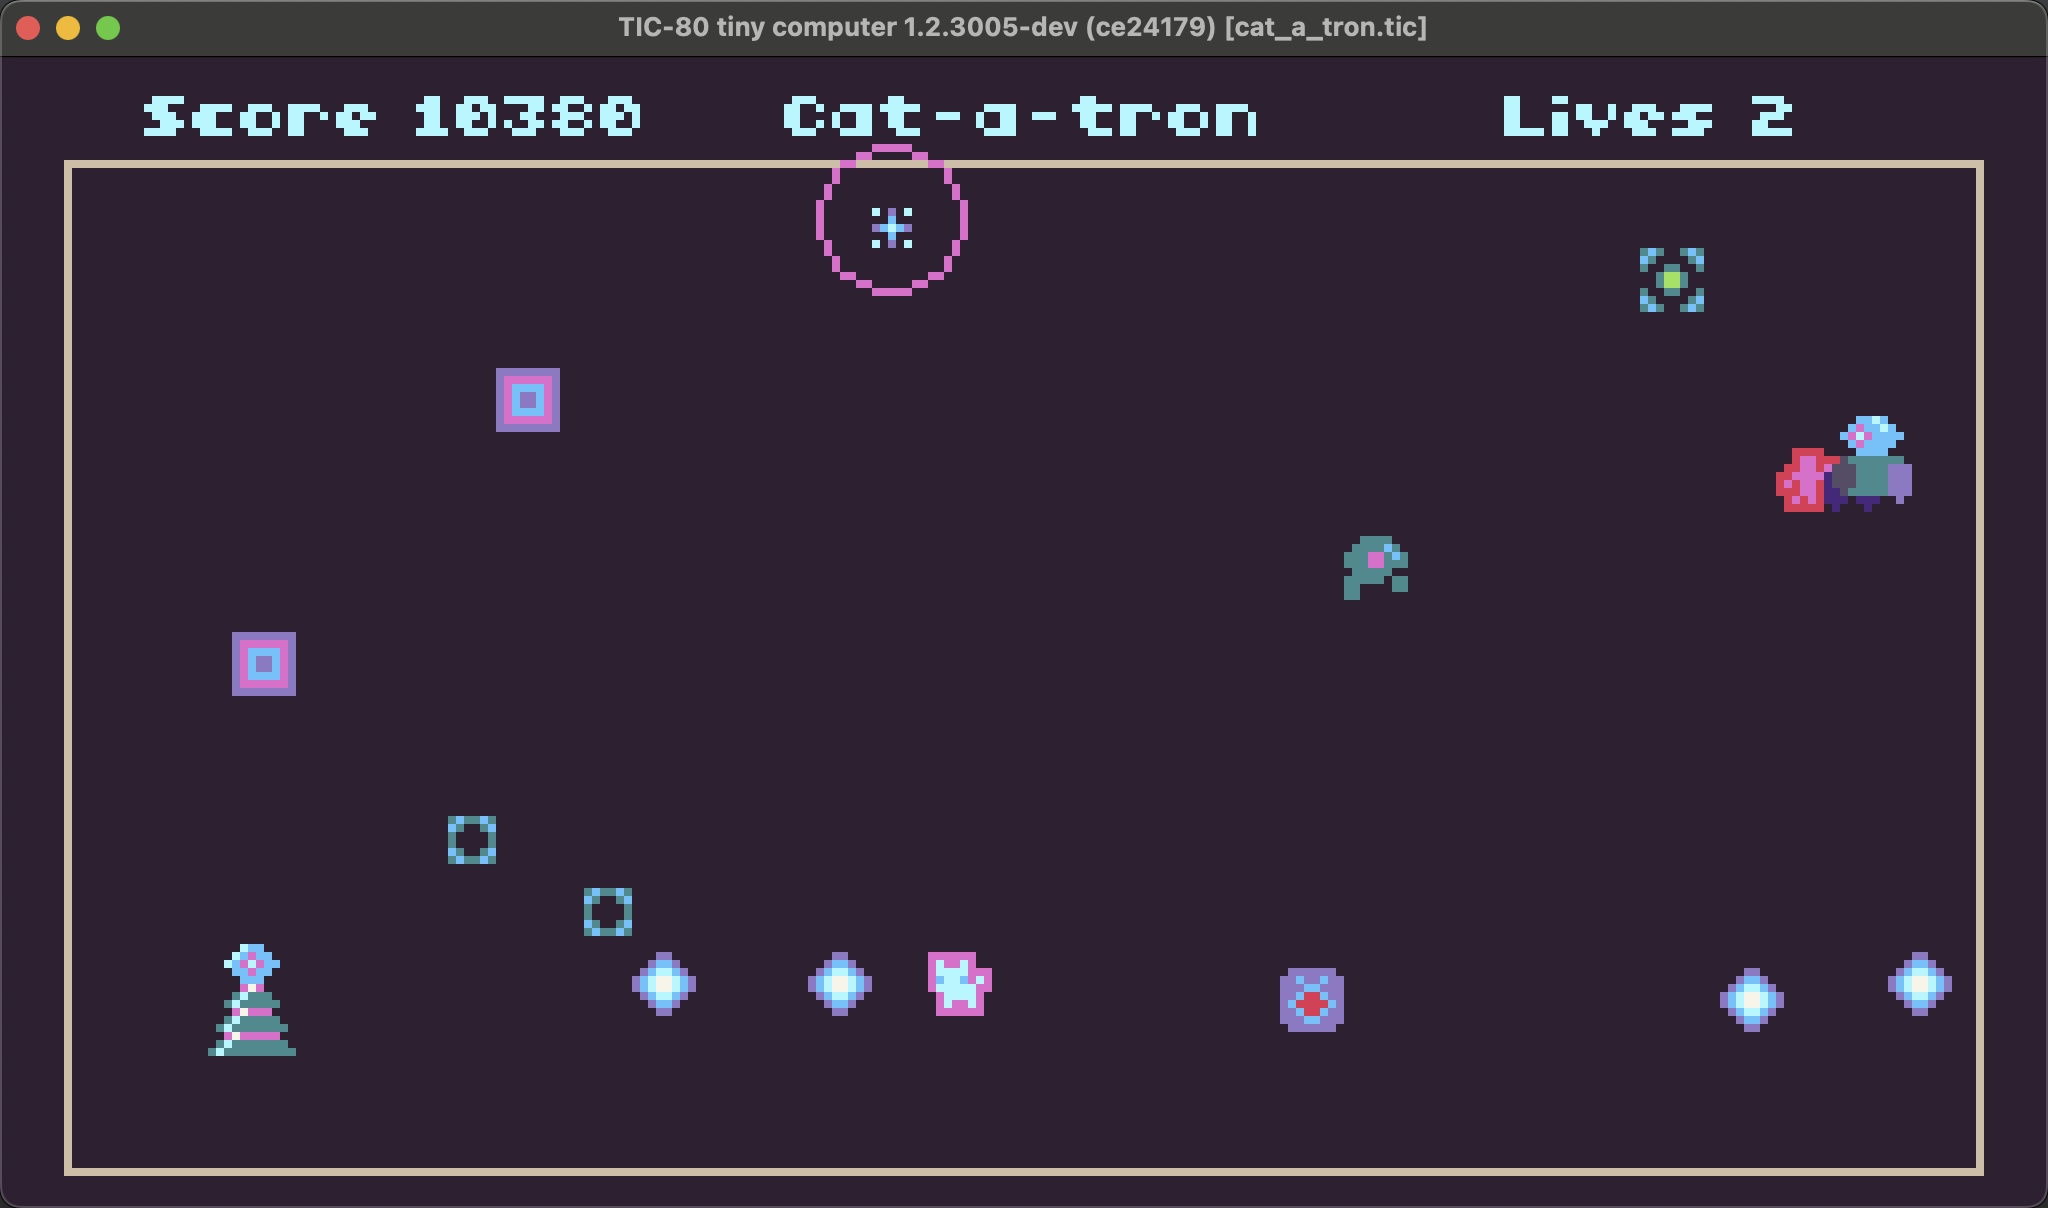 TIC-80 tiny computer 1.2.3005-dev (ce24179) [cat_a_tron.tic]
Score 10380 Cat-a-tron Lives 2